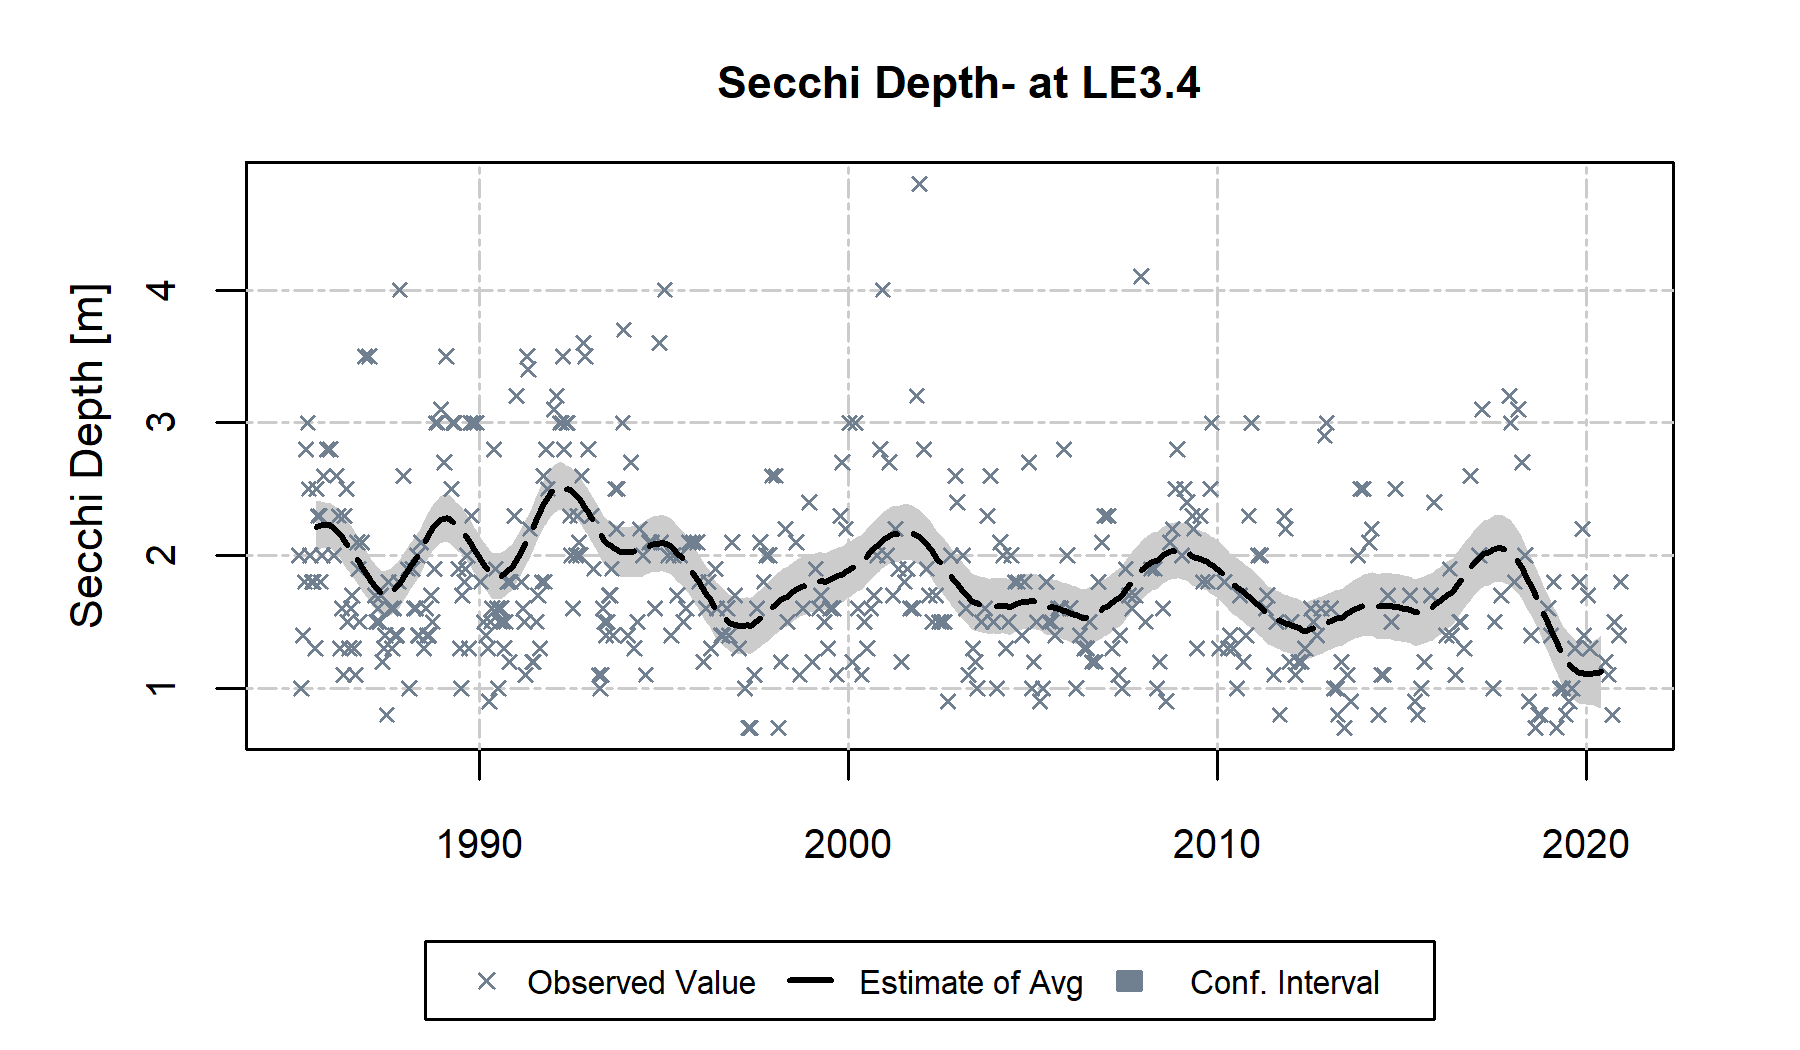 Secchi Depth- at LE3.4
Secchi Depth [m]
4
3
2
1
1990 2000 2010 2020
Observed Value Estimate of Avg Conf. Interval